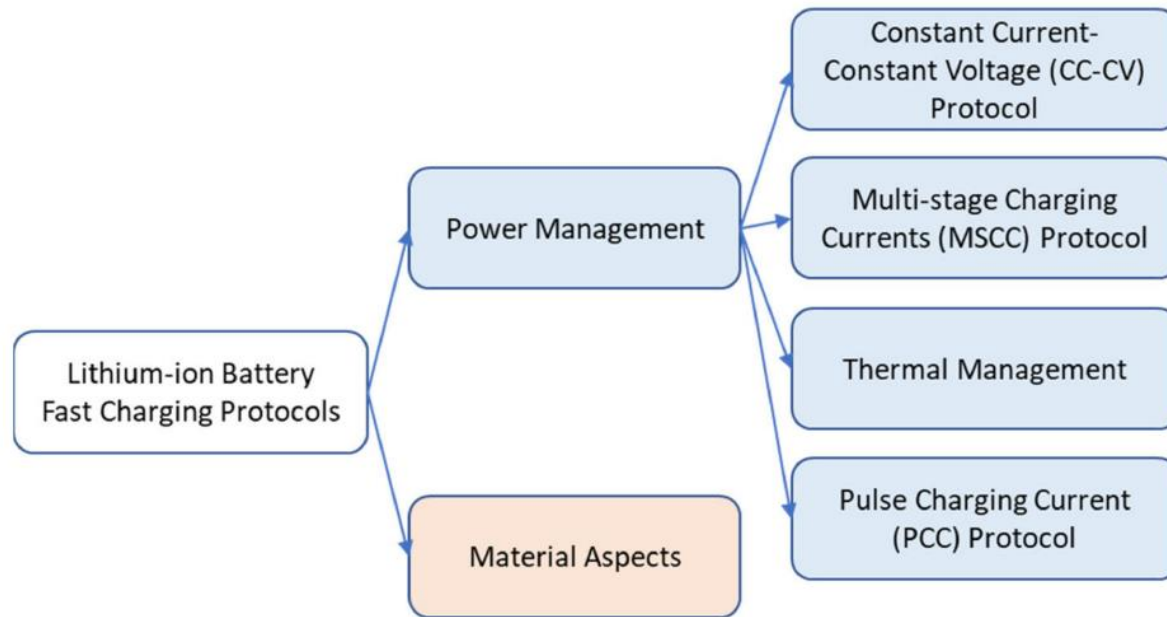 Constant Current-
Constant Voltage (CC-CV)
Protocol
Power Management
Multi-stage Charging
Currents (MSCC) Protocol
Lithium-ion Battery
Fast Charging Protocols
Thermal Management
Material Aspects
Pulse Charging Current
(PCC) Protocol